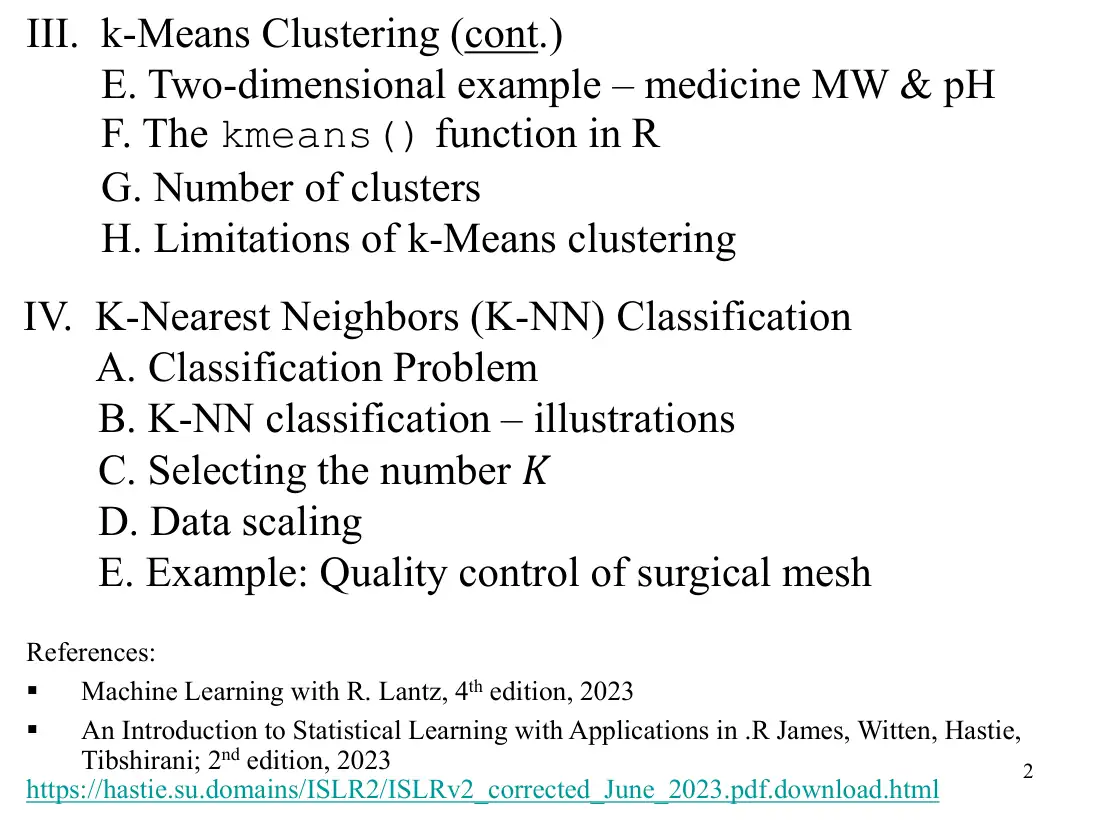 III. k-Means Clustering (cont.)
E. Two-dimensional example – medicine MW & pH
F. The kmeans() function in R
G. Number of clusters
H. Limitations of k-Means clustering
IV. K-Nearest Neighbors (K-NN) Classification
A. Classification Problem
B. K-NN classification – illustrations
C. Selecting the number K
D. Data scaling
E. Example: Quality control of surgical mesh
References:
▪ Machine Learning with R. Lantz, 4th edition, 2023
▪ An Introduction to Statistical Learning with Applications in .R James, Witten, Hastie,
Tibshirani; 2nd edition, 2023
https://hastie.su.domains/ISLR2/ISLRv2_corrected_June_2023.pdf.download.html
2